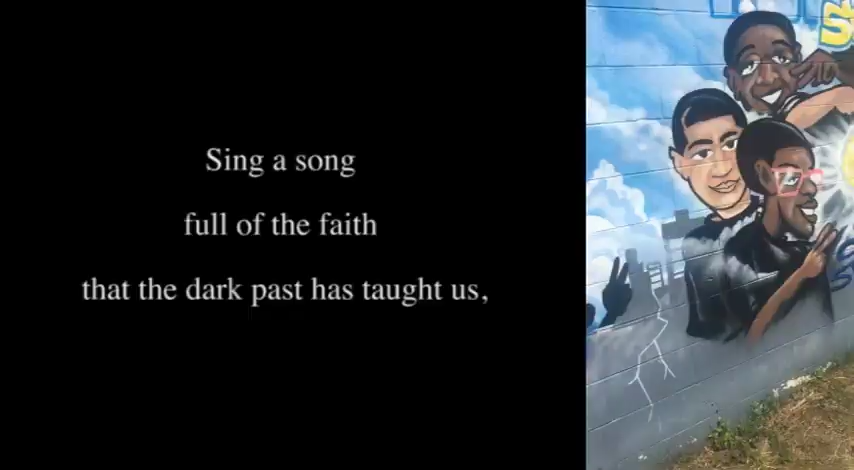 Sing a song
full of the faith
that the dark past has taught us,